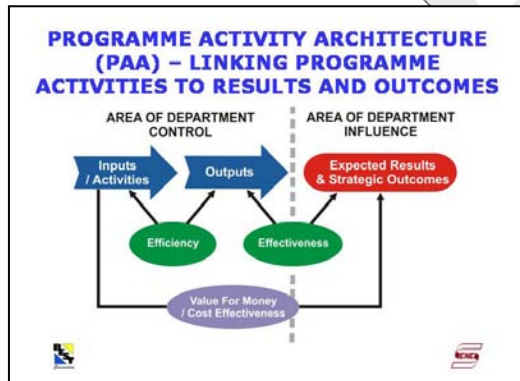 PROGRAMME ACTIVITY ARCHITECTURE
(PAA) – LINKING PROGRAMME
ACTIVITIES TO RESULTS AND OUTCOMES
AREA OF DEPARTMENT
CONTROL
AREA OF DEPARTMENT
INFLUENCE
Inputs
/ Activities
Outputs
Expected Results
& Strategic Outcomes
Efficiency
Effectiveness
Value For Money
/ Cost Effectiveness